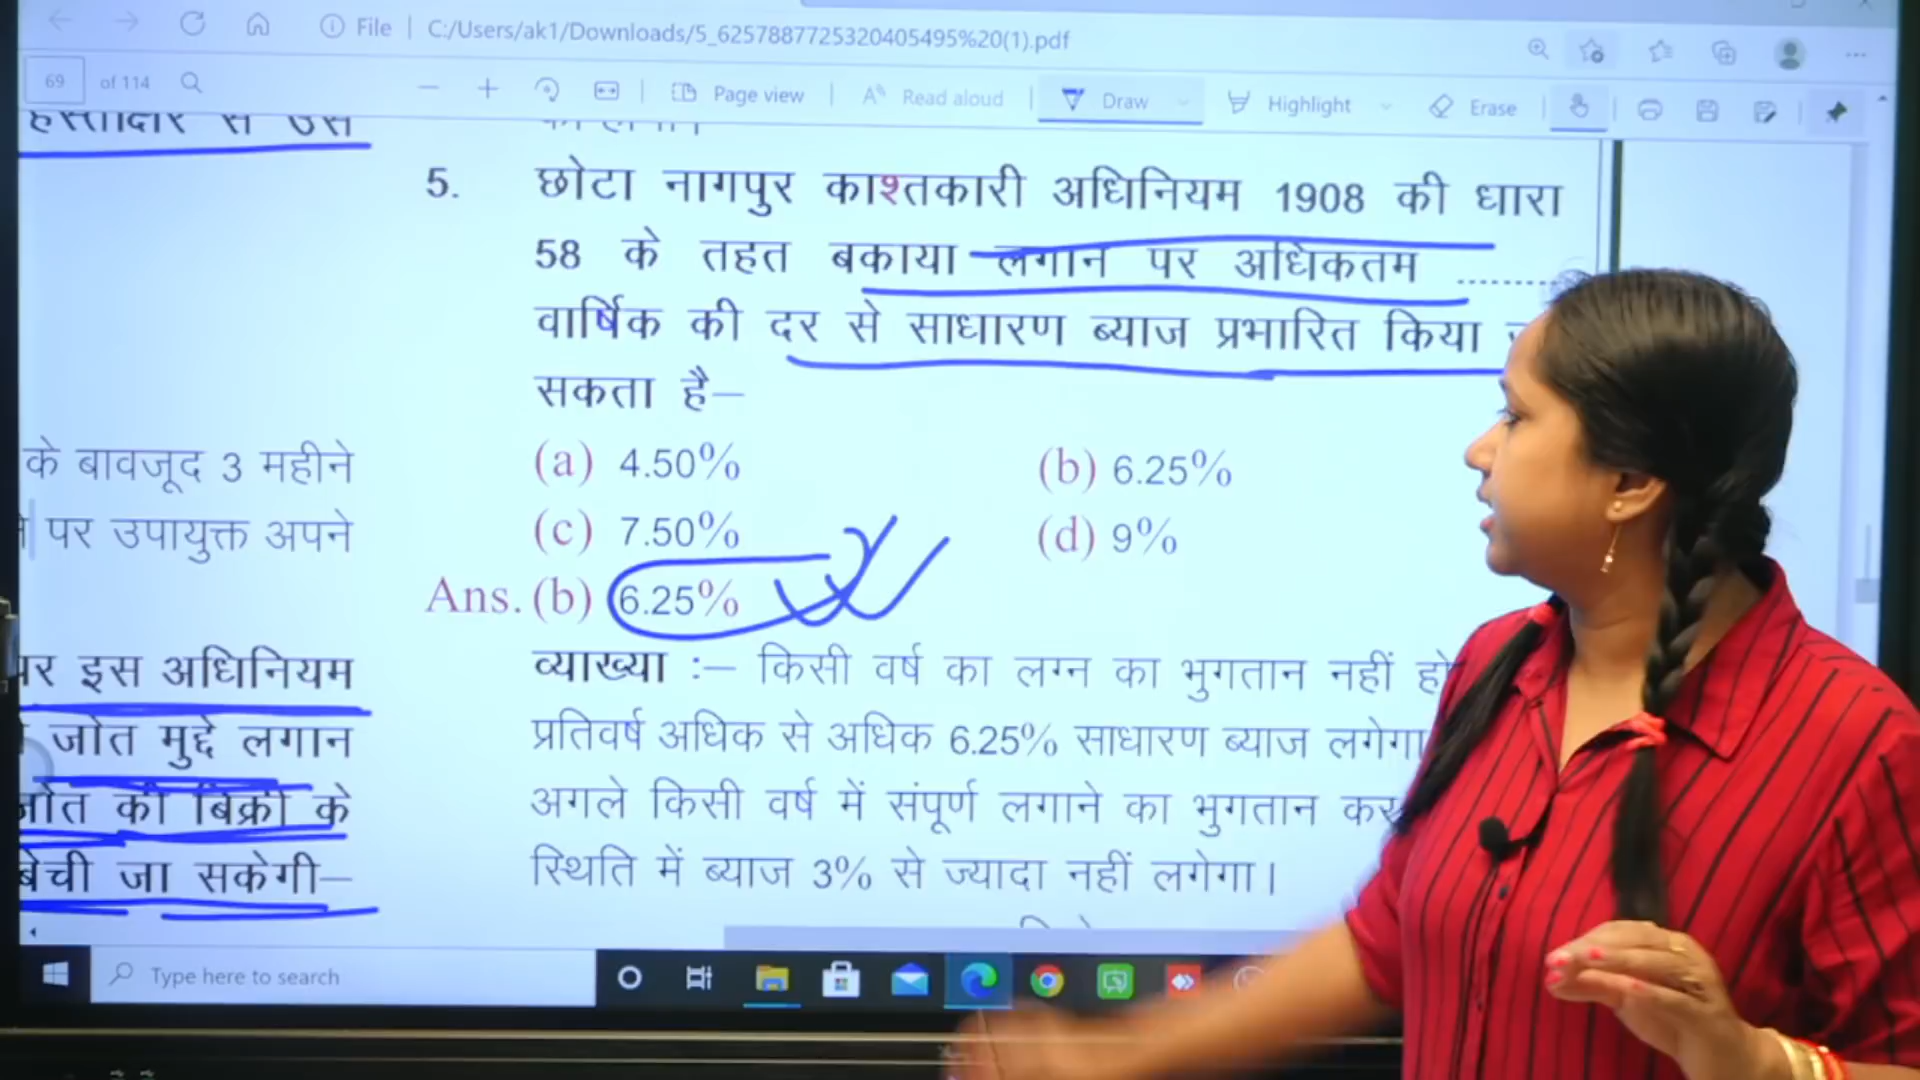 File | C:/Users/ak1/Downloads/5_6257887725320405495%20(1).pdf
69 of 114
Page view
Read aloud
Draw
Highlight
Erase
हस्ताक्षर से उस
के बावजूद 3 महीने
पर उपायुक्त अपने
पर इस अधिनियम
जोत मुद्दे लगान
जोत की बिक्री के
बेची जा सकेगी–
5. छोटा नागपुर काश्तकारी अधिनियम 1908 की धारा
58 के तहत बकाया लगान पर अधिकतम ..........
वार्षिक की दर से साधारण ब्याज प्रभारित किया
सकता है–
(a) 4.50% (b) 6.25%
(c) 7.50% (d) 9%
Ans. (b) 6.25%
व्याख्या :– किसी वर्ष का लग्न का भुगतान नहीं
प्रतिवर्ष अधिक से अधिक 6.25% साधारण ब्याज लगेगा
अगले किसी वर्ष में संपूर्ण लगाने का भुगतान
स्थिति में ब्याज 3% से ज्यादा नहीं लगेगा।
Type here to search